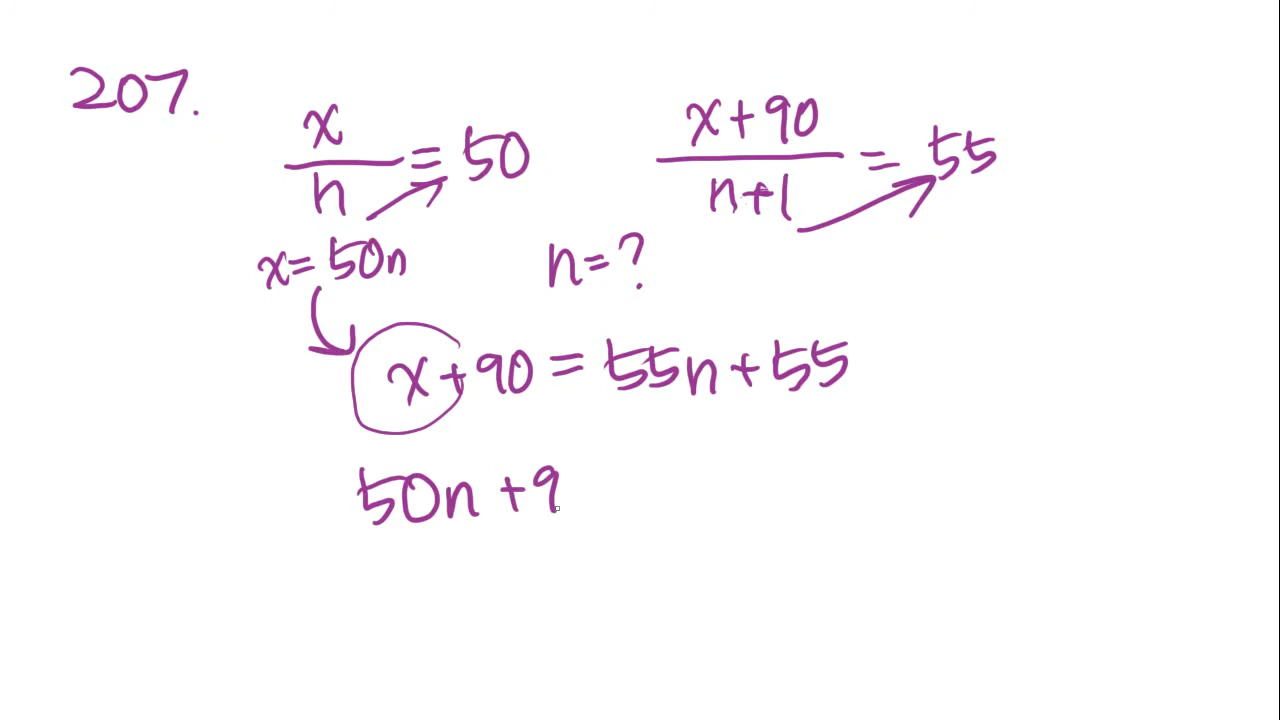 207.
x/n = 50    (x+90)/(n+1) = 55
x = 50n    n = ?
x + 90 = 55n + 55
50n + 9